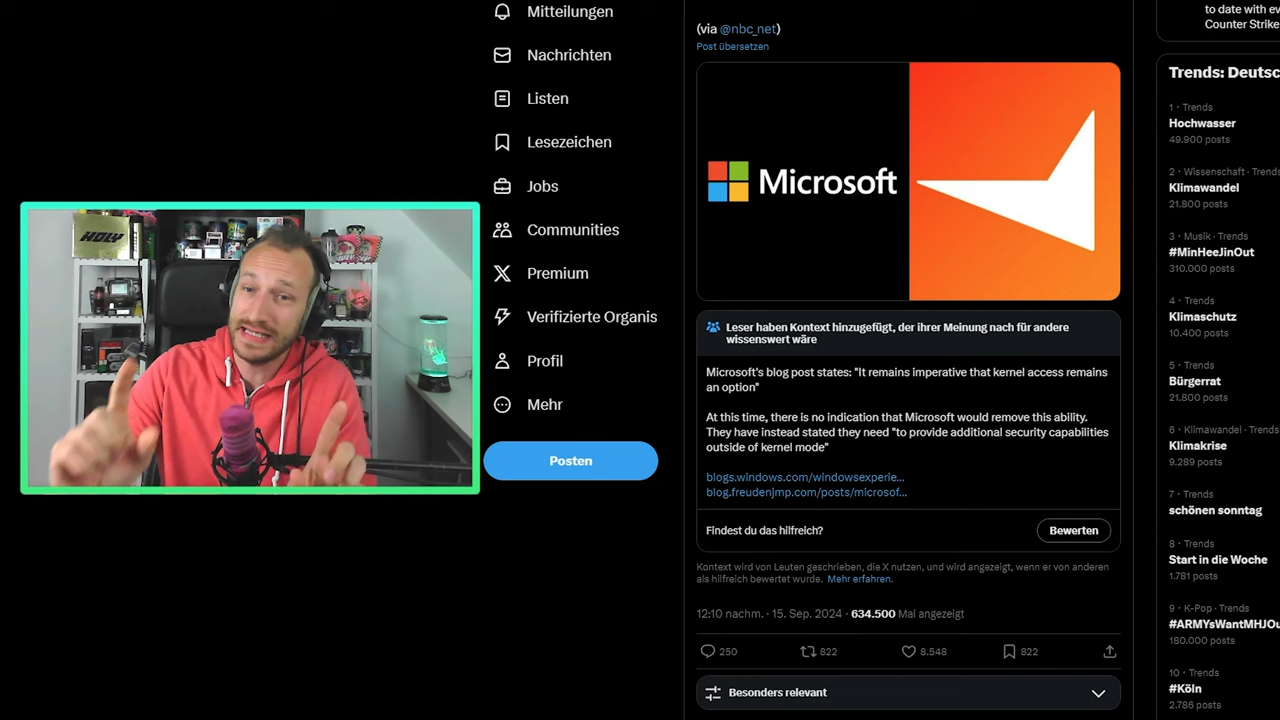 HOLY
Mitteilungen
Nachrichten
Listen
Lesezeichen
Jobs
Communities
Premium
Verifizierte Organis
Profil
Mehr
Posten
(via @nbc_net)
Post übersetzen
Microsoft
Leser haben Kontext hinzugefügt, der ihrer Meinung nach für andere
wissenswert wäre
Microsoft's blog post states: "It remains imperative that kernel access remains
an option"
At this time, there is no indication that Microsoft would remove this ability.
They have instead stated they need "to provide additional security capabilities
outside of kernel mode"
blogs.windows.com/windowsexperie...
blog.freudenjmp.com/posts/microsof...
Findest du das hilfreich?
Bewerten
Kontext wird von Leuten geschrieben, die X nutzen, und wird angezeigt, wenn er von anderen
als hilfreich bewertet wurde. Mehr erfahren.
12:10 nachm. · 15. Sep. 2024 · 634.500 Mal angezeigt
250
822
8.548
822
Besonders relevant
to date with ev
Counter Strike
Trends: Deutsc
1 · Trends
Hochwasser
49.900 posts
2 · Wissenschaft · Trends
Klimawandel
21.800 posts
3 · Musik · Trends
#MinHeeJinOut
310.000 posts
4 · Trends
Klimaschutz
10.400 posts
5 · Trends
Bürgerrat
21.800 posts
6 · Klimawandel · Trends
Klimakrise
9.289 posts
7 · Trends
schönen sonntag
8 · Trends
Start in die Woche
1.781 posts
9 · K-Pop · Trends
#ARMYsWantMHJOu
180.000 posts
10 · Trends
#Köln
2.786 posts